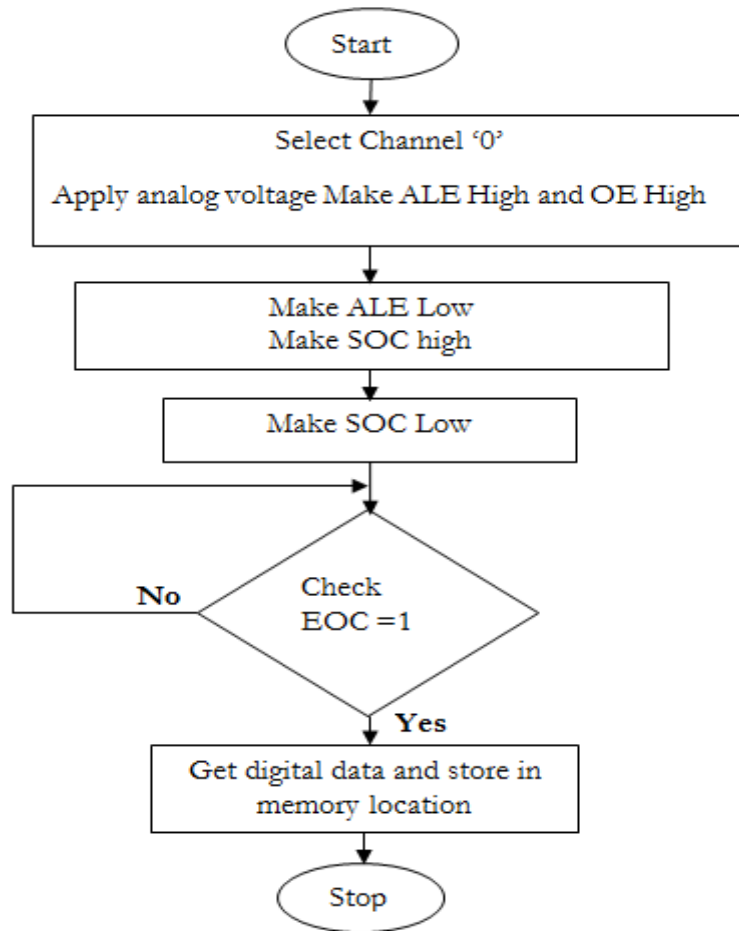 Start
Select Channel ‘0’
Apply analog voltage Make ALE High and OE High
Make ALE Low
Make SOC high
Make SOC Low
No
Check
EOC =1
Yes
Get digital data and store in
memory location
Stop